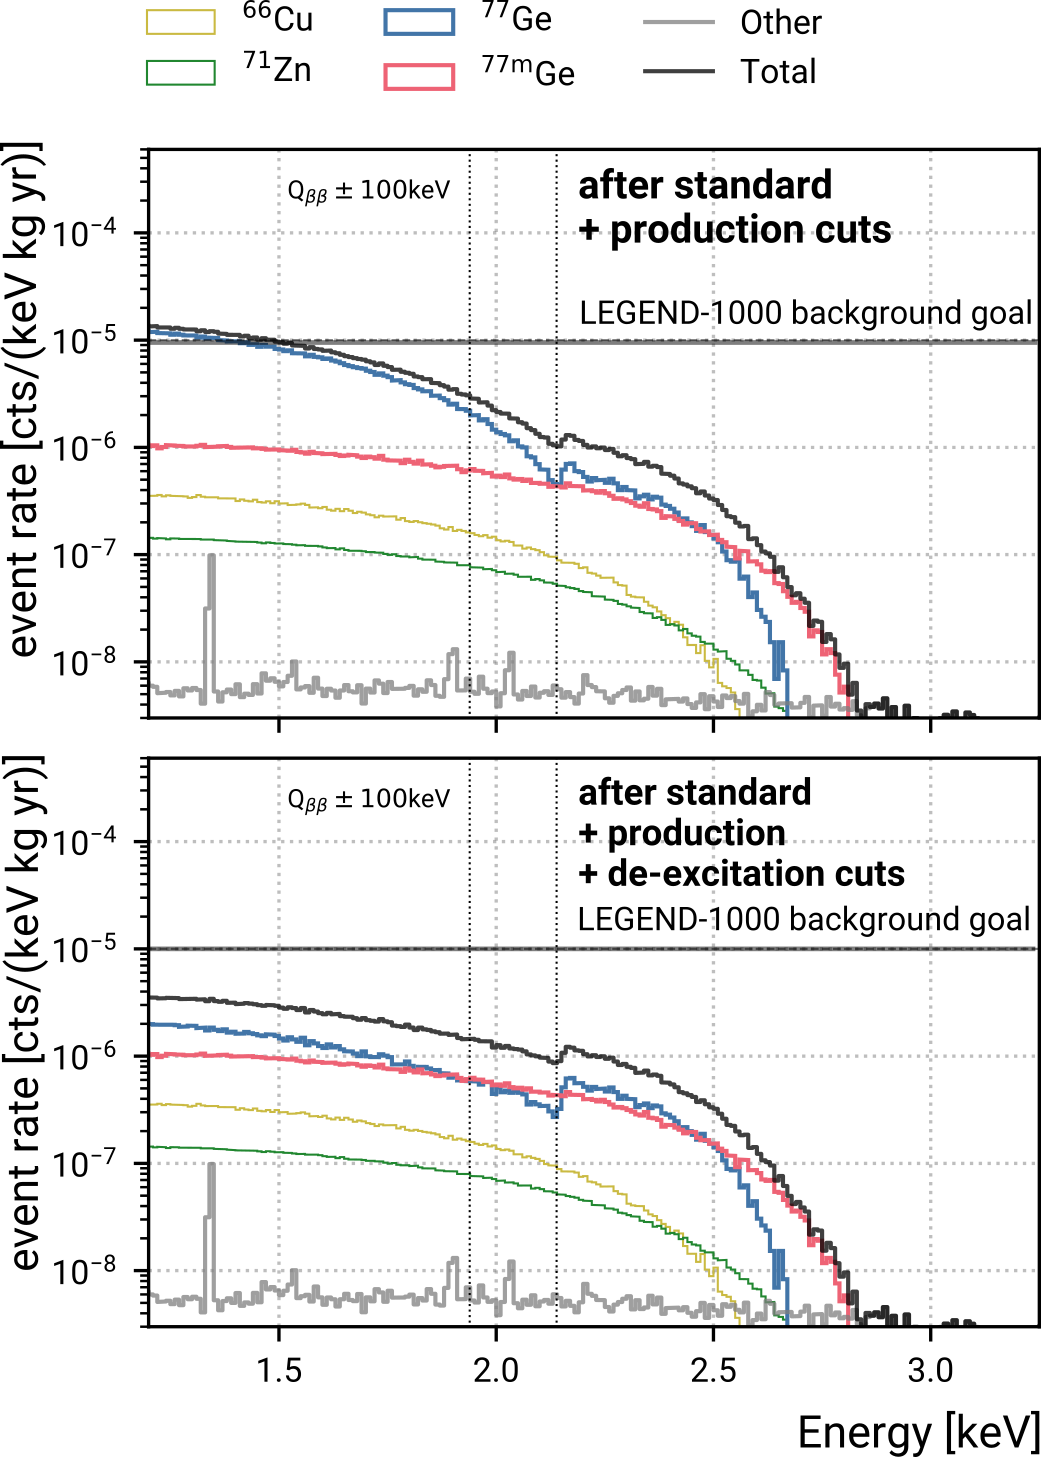 ⁶⁶Cu ⁷⁷Ge Other
⁷¹Zn ⁷⁷ᵐGe Total
event rate [cts/(keV kg yr)]
Qββ ± 100keV
after standard
+ production cuts
LEGEND-1000 background goal
10⁻⁴
10⁻⁵
10⁻⁶
10⁻⁷
10⁻⁸
event rate [cts/(keV kg yr)]
Qββ ± 100keV
after standard
+ production
+ de-excitation cuts
LEGEND-1000 background goal
10⁻⁴
10⁻⁵
10⁻⁶
10⁻⁷
10⁻⁸
1.5 2.0 2.5 3.0
Energy [keV]